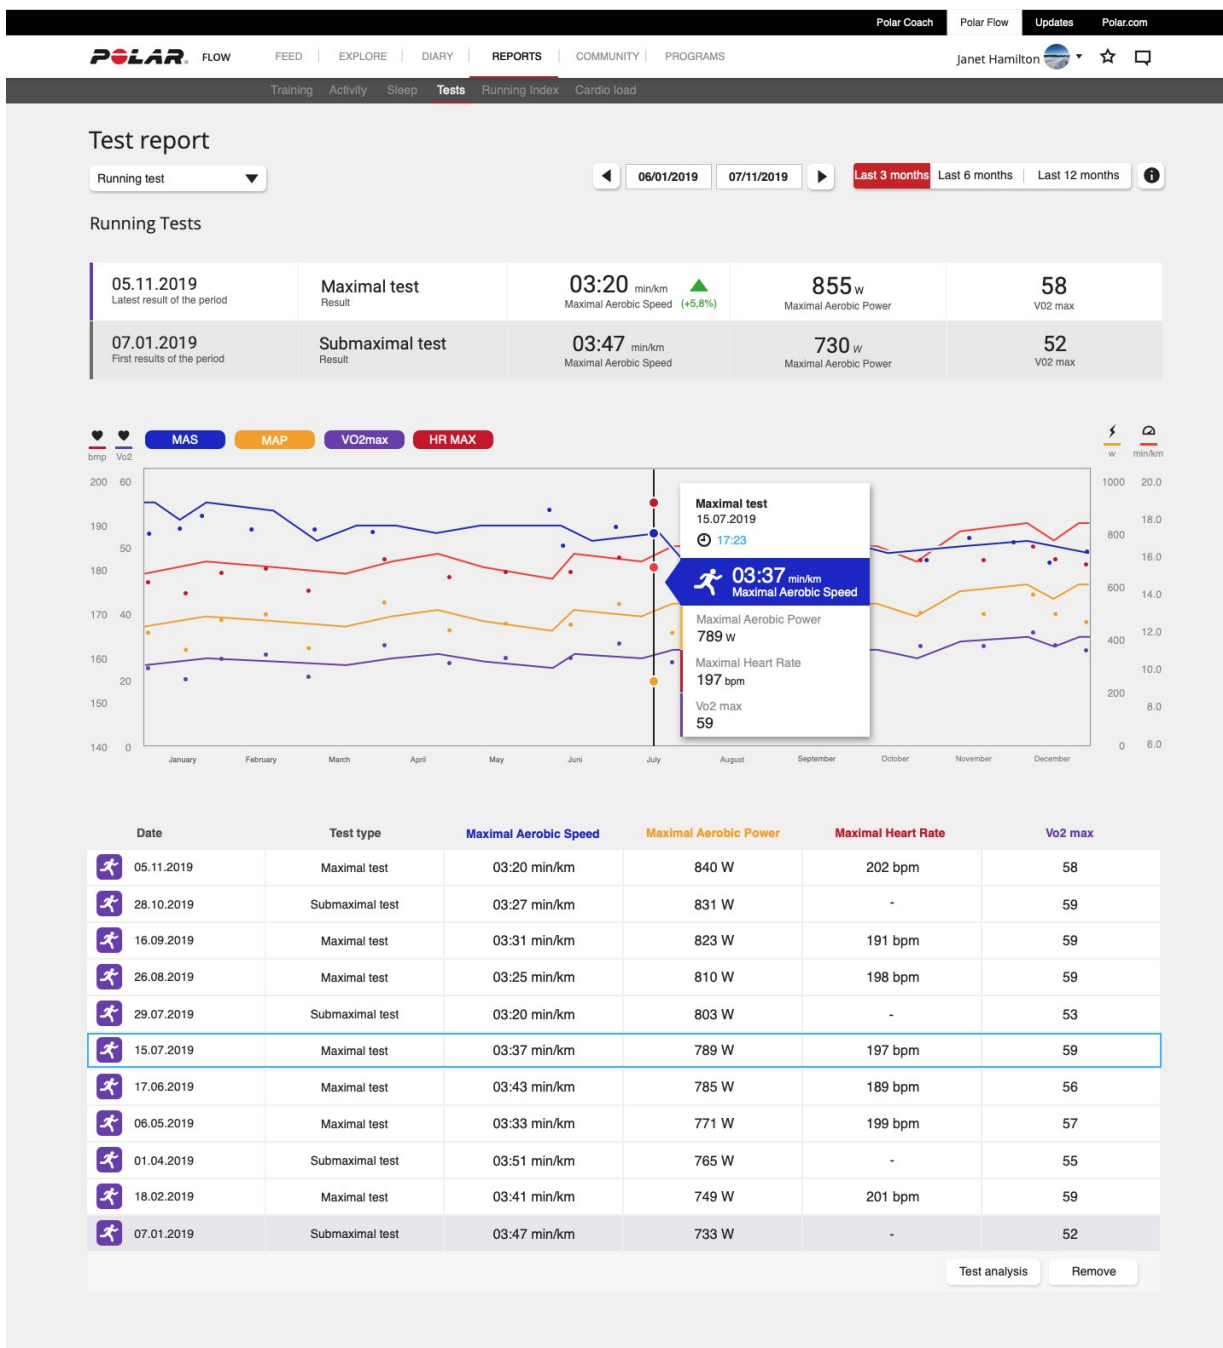 Polar Coach Polar Flow Updates Polar.com
POLAR. FLOW FEED EXPLORE DIARY REPORTS COMMUNITY PROGRAMS Janet Hamilton
Training Activity Sleep Tests Running Index Cardio load
Test report
Running test 06/01/2019 07/11/2019 Last 3 months Last 6 months Last 12 months
Running Tests
05.11.2019 Maximal test 03:20 min/km 855 w 58
Latest result of the period Result Maximal Aerobic Speed (+5,8%) Maximal Aerobic Power V02 max
07.01.2019 Submaximal test 03:47 min/km 730 w 52
First results of the period Result Maximal Aerobic Speed Maximal Aerobic Power V02 max
MAS MAP VO2max HR MAX
bmp Vo2 w min/km
200 60 1000 20.0
190 18.0
50 800
180 16.0
600 14.0
170 40
400 12.0
160 10.0
20 200
150 8.0
140 0 0 6.0
Maximal test
15.07.2019
17:23
03:37 min/km
Maximal Aerobic Speed
Maximal Aerobic Power
789 w
Maximal Heart Rate
197 bpm
Vo2 max
59
January February March April May Juni July August September October November December
Date Test type Maximal Aerobic Speed Maximal Aerobic Power Maximal Heart Rate Vo2 max
05.11.2019 Maximal test 03:20 min/km 840 W 202 bpm 58
28.10.2019 Submaximal test 03:27 min/km 831 W - 59
16.09.2019 Maximal test 03:31 min/km 823 W 191 bpm 59
26.08.2019 Maximal test 03:25 min/km 810 W 198 bpm 59
29.07.2019 Submaximal test 03:20 min/km 803 W - 53
15.07.2019 Maximal test 03:37 min/km 789 W 197 bpm 59
17.06.2019 Maximal test 03:43 min/km 785 W 189 bpm 56
06.05.2019 Maximal test 03:33 min/km 771 W 199 bpm 57
01.04.2019 Submaximal test 03:51 min/km 765 W - 55
18.02.2019 Maximal test 03:41 min/km 749 W 201 bpm 59
07.01.2019 Submaximal test 03:47 min/km 733 W - 52
Test analysis Remove